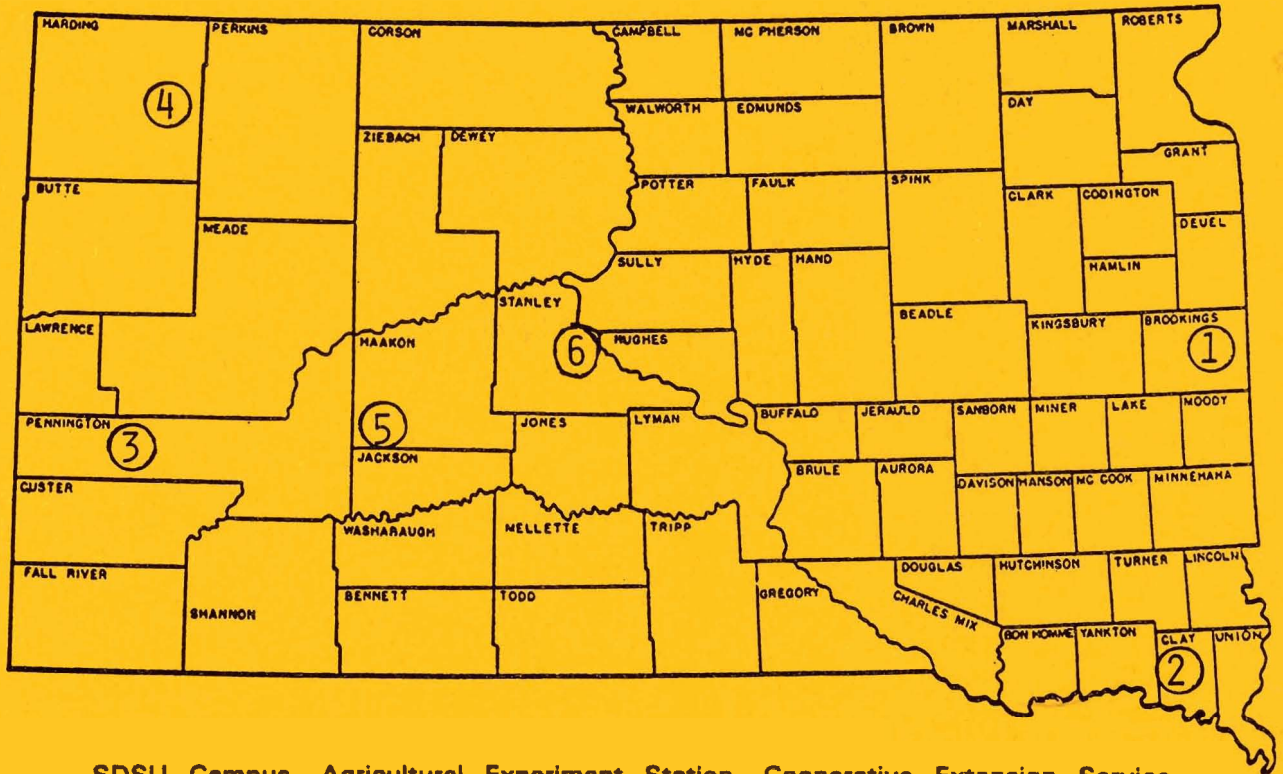 HARDING
PERKINS
CORSON
CAMPBELL
MC PHERSON
BROWN
MARSHALL
ROBERTS
4
WALWORTH
EDMUNDS
DAY
ZIEBACH
DEWEY
GRANT
BUTTE
POTTER
FAULK
SPINK
CLARK
CODINGTON
MEADE
DEUEL
SULLY
HYDE
HAND
HAMLIN
STANLEY
LAWRENCE
BEADLE
KINGSBURY
BROOKINGS
HAAKON
6
HUGHES
1
PENNINGTON
3
5
JONES
LYMAN
BUFFALO
JERAULD
SANBORN
MINER
LAKE
MOODY
JACKSON
BRULE
AURORA
CUSTER
DAVISON
HANSON
MC COOK
MINNEHAHA
WASHABAUGH
MELLETTE
TRIPP
FALL RIVER
DOUGLAS
HUTCHINSON
TURNER
LINCOLN
SHANNON
BENNETT
TODD
GREGORY
CHARLES MIX
BON HOMME
YANKTON
CLAY
UNION
2
SDSU Campus, Agricultural Experiment Station, Cooperative Extension Service